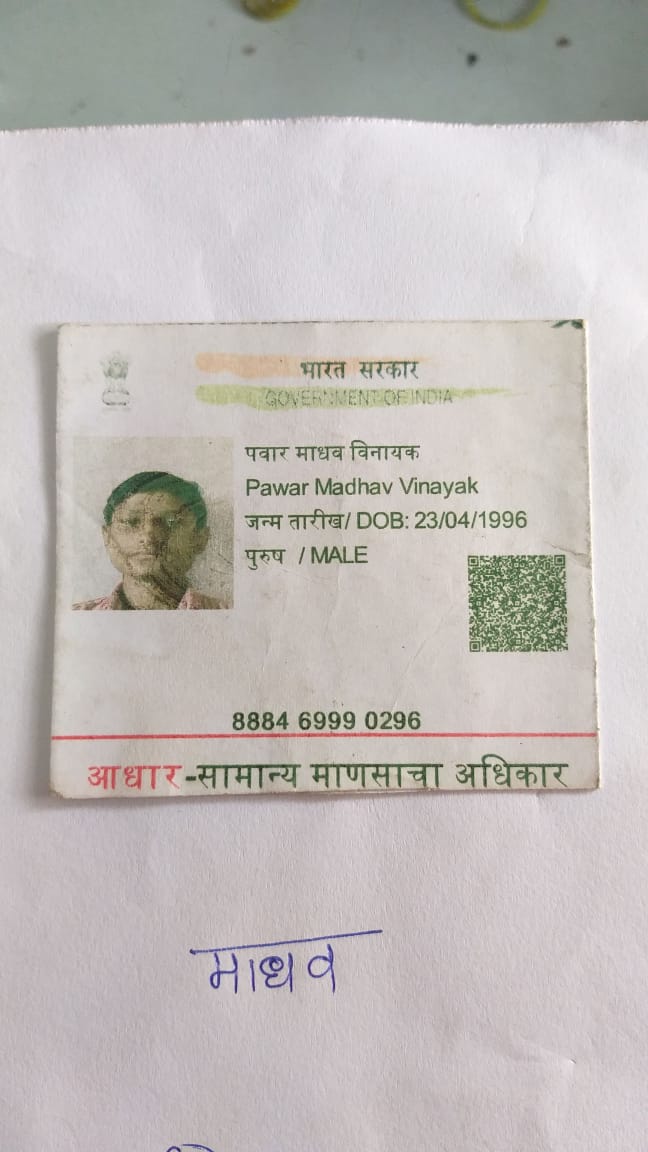 भारत सरकार
GOVERNMENT OF INDIA
पवार माधव विनायक
Pawar Madhav Vinayak
जन्म तारीख/ DOB: 23/04/1996
पुरुष / MALE
8884 6999 0296
आधार-सामान्य माणसाचा अधिकार
माधव